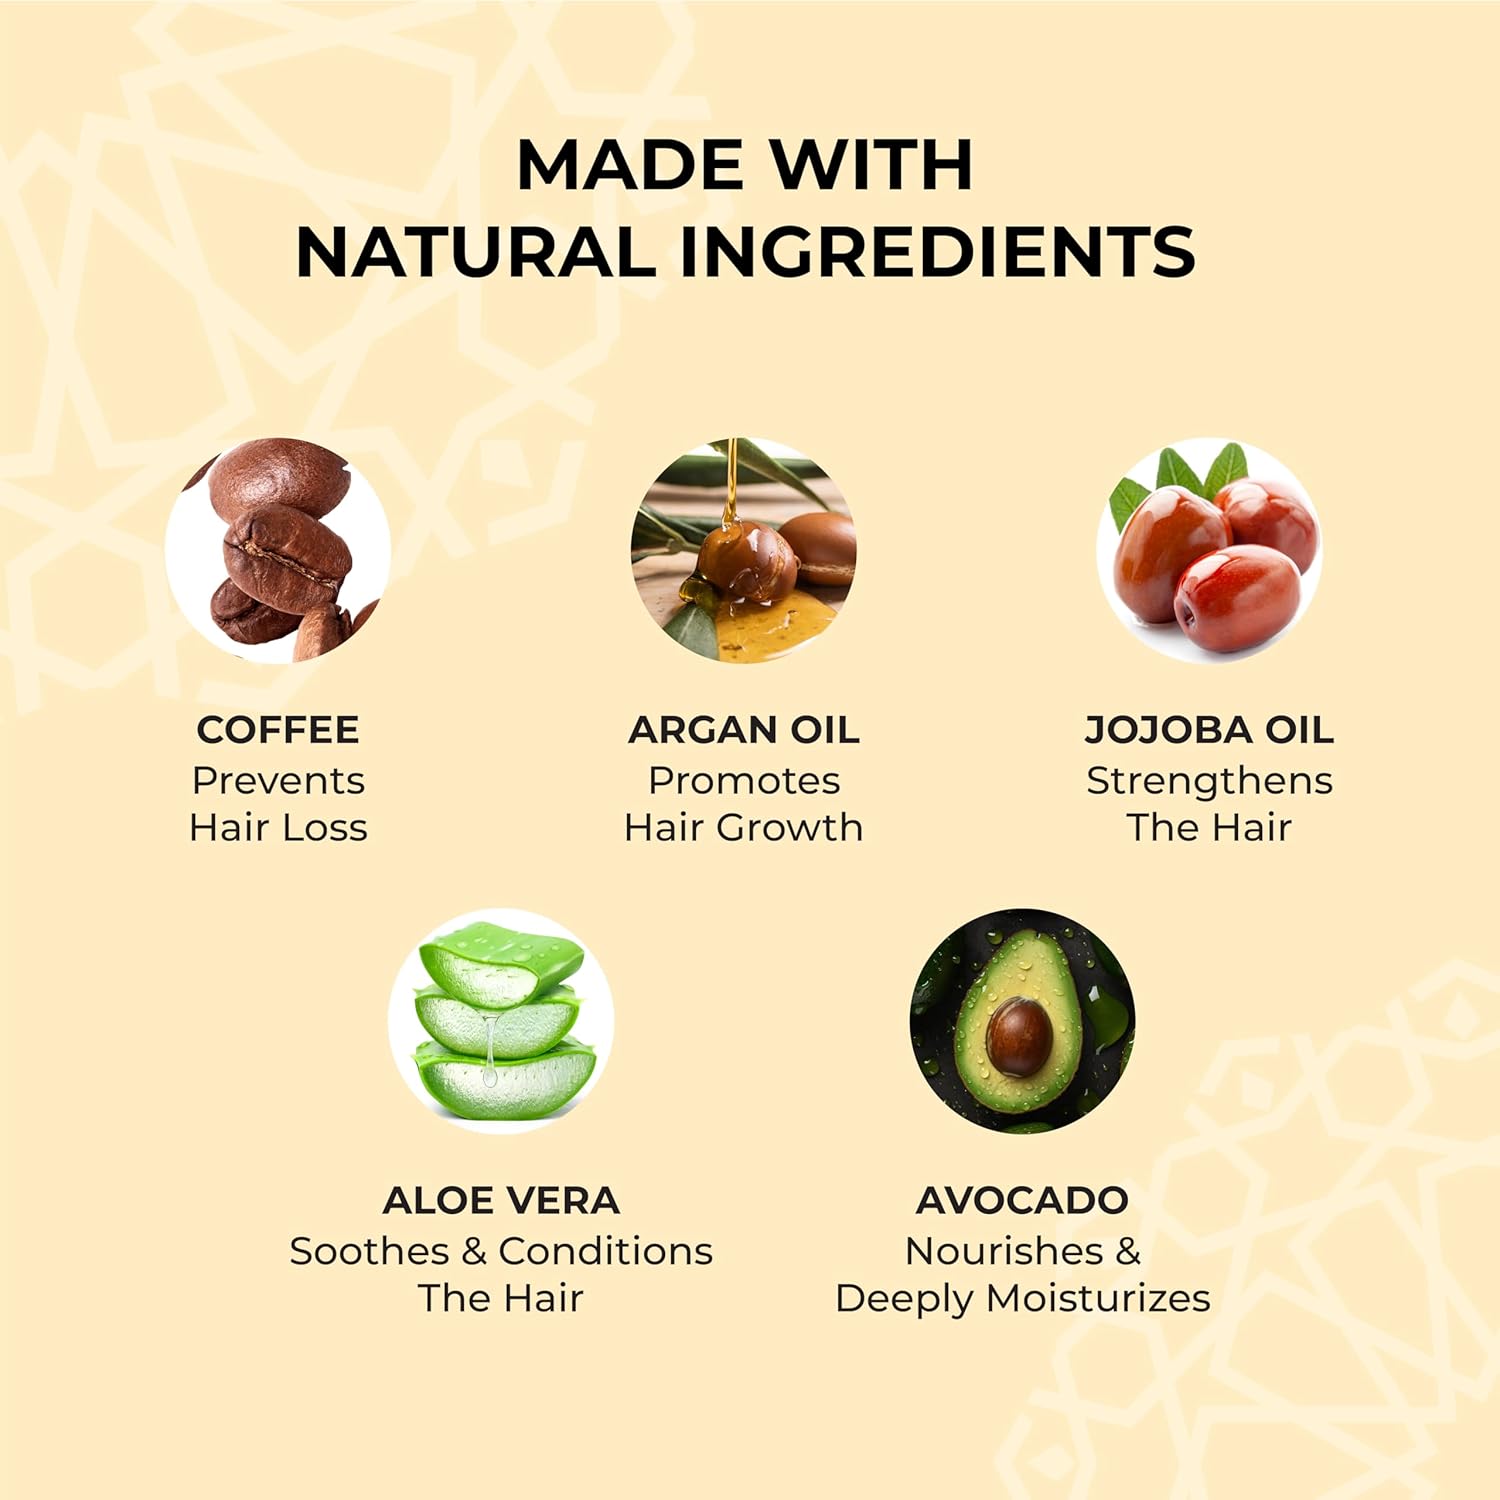 MADE WITH
NATURAL INGREDIENTS
COFFEE
Prevents
Hair Loss
ARGAN OIL
Promotes
Hair Growth
JOJOBA OIL
Strengthens
The Hair
ALOE VERA
Soothes & Conditions
The Hair
AVOCADO
Nourishes &
Deeply Moisturizes